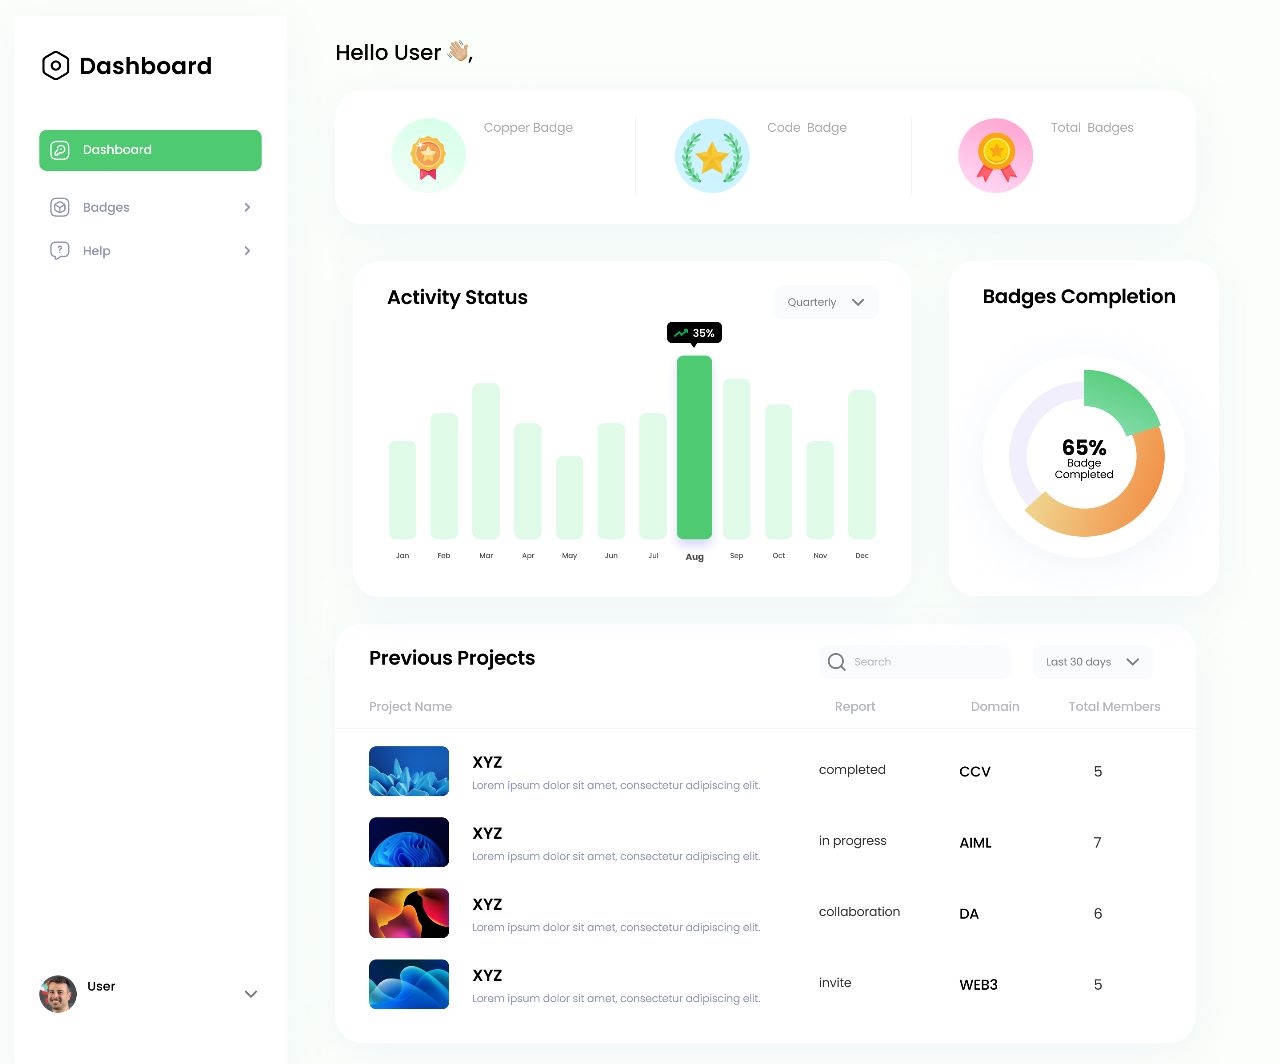 Dashboard
Hello User 👋🏼,
Copper Badge
Code Badge
Total Badges
Dashboard
Badges
Help
Activity Status
Quarterly
35%
Jan Feb Mar Apr May Jun Jul Aug Sep Oct Nov Dec
Badges Completion
65%
Badge
Completed
Previous Projects
Search
Last 30 days
Project Name Report Domain Total Members
XYZ
Lorem ipsum dolor sit amet, consectetur adipiscing elit.
completed CCV 5
XYZ
Lorem ipsum dolor sit amet, consectetur adipiscing elit.
in progress AIML 7
XYZ
Lorem ipsum dolor sit amet, consectetur adipiscing elit.
collaboration DA 6
XYZ
Lorem ipsum dolor sit amet, consectetur adipiscing elit.
invite WEB3 5
User